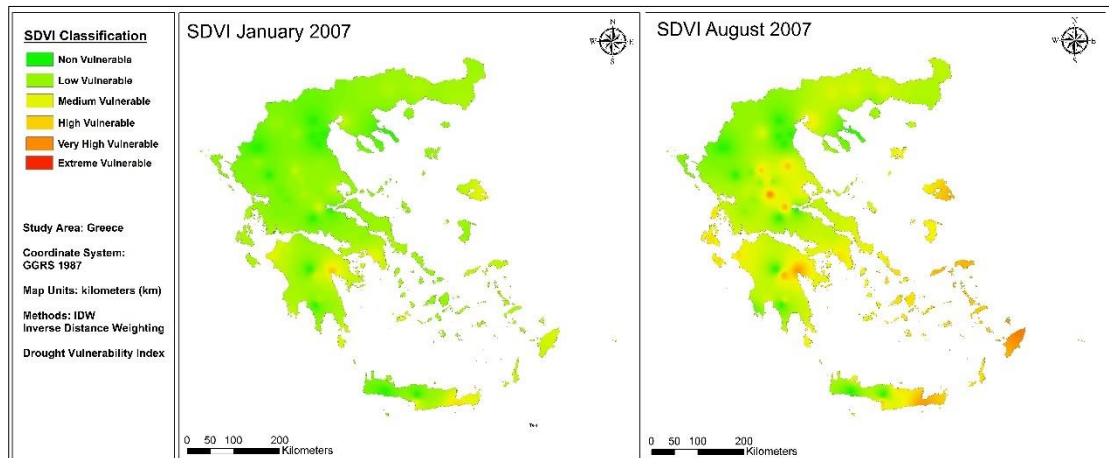 SDVI Classification
Non Vulnerable
Low Vulnerable
Medium Vulnerable
High Vulnerable
Very High Vulnerable
Extreme Vulnerable
Study Area: Greece
Coordinate System:
GGRS 1987
Map Units: kilometers (km)
Methods: IDW
Inverse Distance Weighting
Drought Vulnerability Index
SDVI January 2007
N
W E
S
0 50 100 200
Kilometers
SDVI August 2007
N
W E
S
0 50 100 200
Kilometers